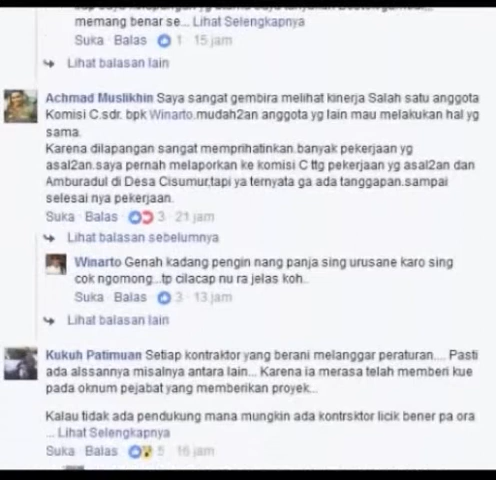 memang benar se... Lihat Selengkapnya
Suka Balas 1 15 jam
Lihat balasan lain
Achmad Muslikhin Saya sangat gembira melihat kinerja Salah satu anggota
Komisi C.sdr. bpk Winarto.mudah2an anggota yg lain mau melakukan hal yg
sama.
Karena dilapangan sangat memprihatinkan.banyak pekerjaan yg
asal2an.saya pernah melaporkan ke komisi C ttg pekerjaan yg asal2an dan
Amburadul di Desa Cisumur,tapi ya ternyata ga ada tanggapan.sampai
selesai nya pekerjaan.
Suka Balas 3 21 jam
Lihat balasan sebelumnya
Winarto Genah kadang pengin nang panja sing urusane karo sing
cok ngomong...tp cilacap nu ra jelas koh..
Suka Balas 3 13 jam
Lihat balasan lain
Kukuh Patimuan Setiap kontraktor yang berani melanggar peraturan.... Pasti
ada alssannya misalnya antara lain... Karena ia merasa telah memberi kue
pada oknum pejabat yang memberikan proyek...
Kalau tidak ada pendukung mana mungkin ada kontrsktor licik bener pa ora
... Lihat Selengkapnya
Suka Balas 5 16 jam